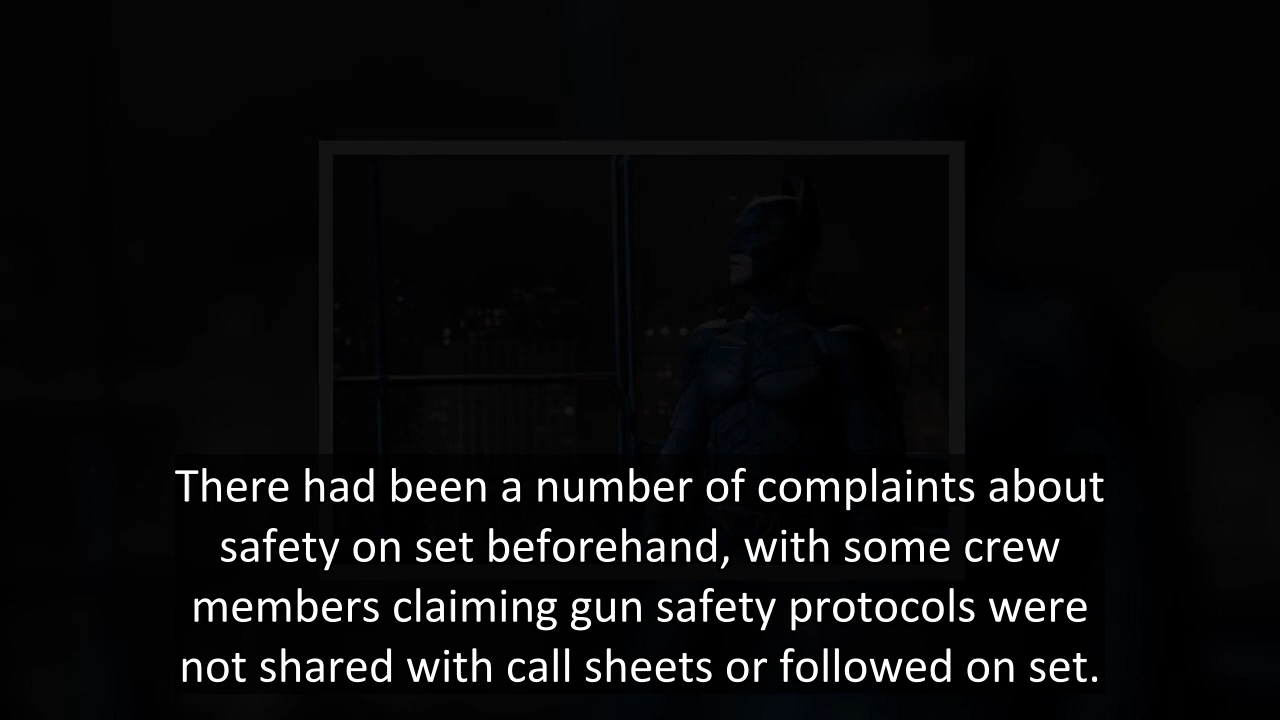 There had been a number of complaints about
safety on set beforehand, with some crew
members claiming gun safety protocols were
not shared with call sheets or followed on set.